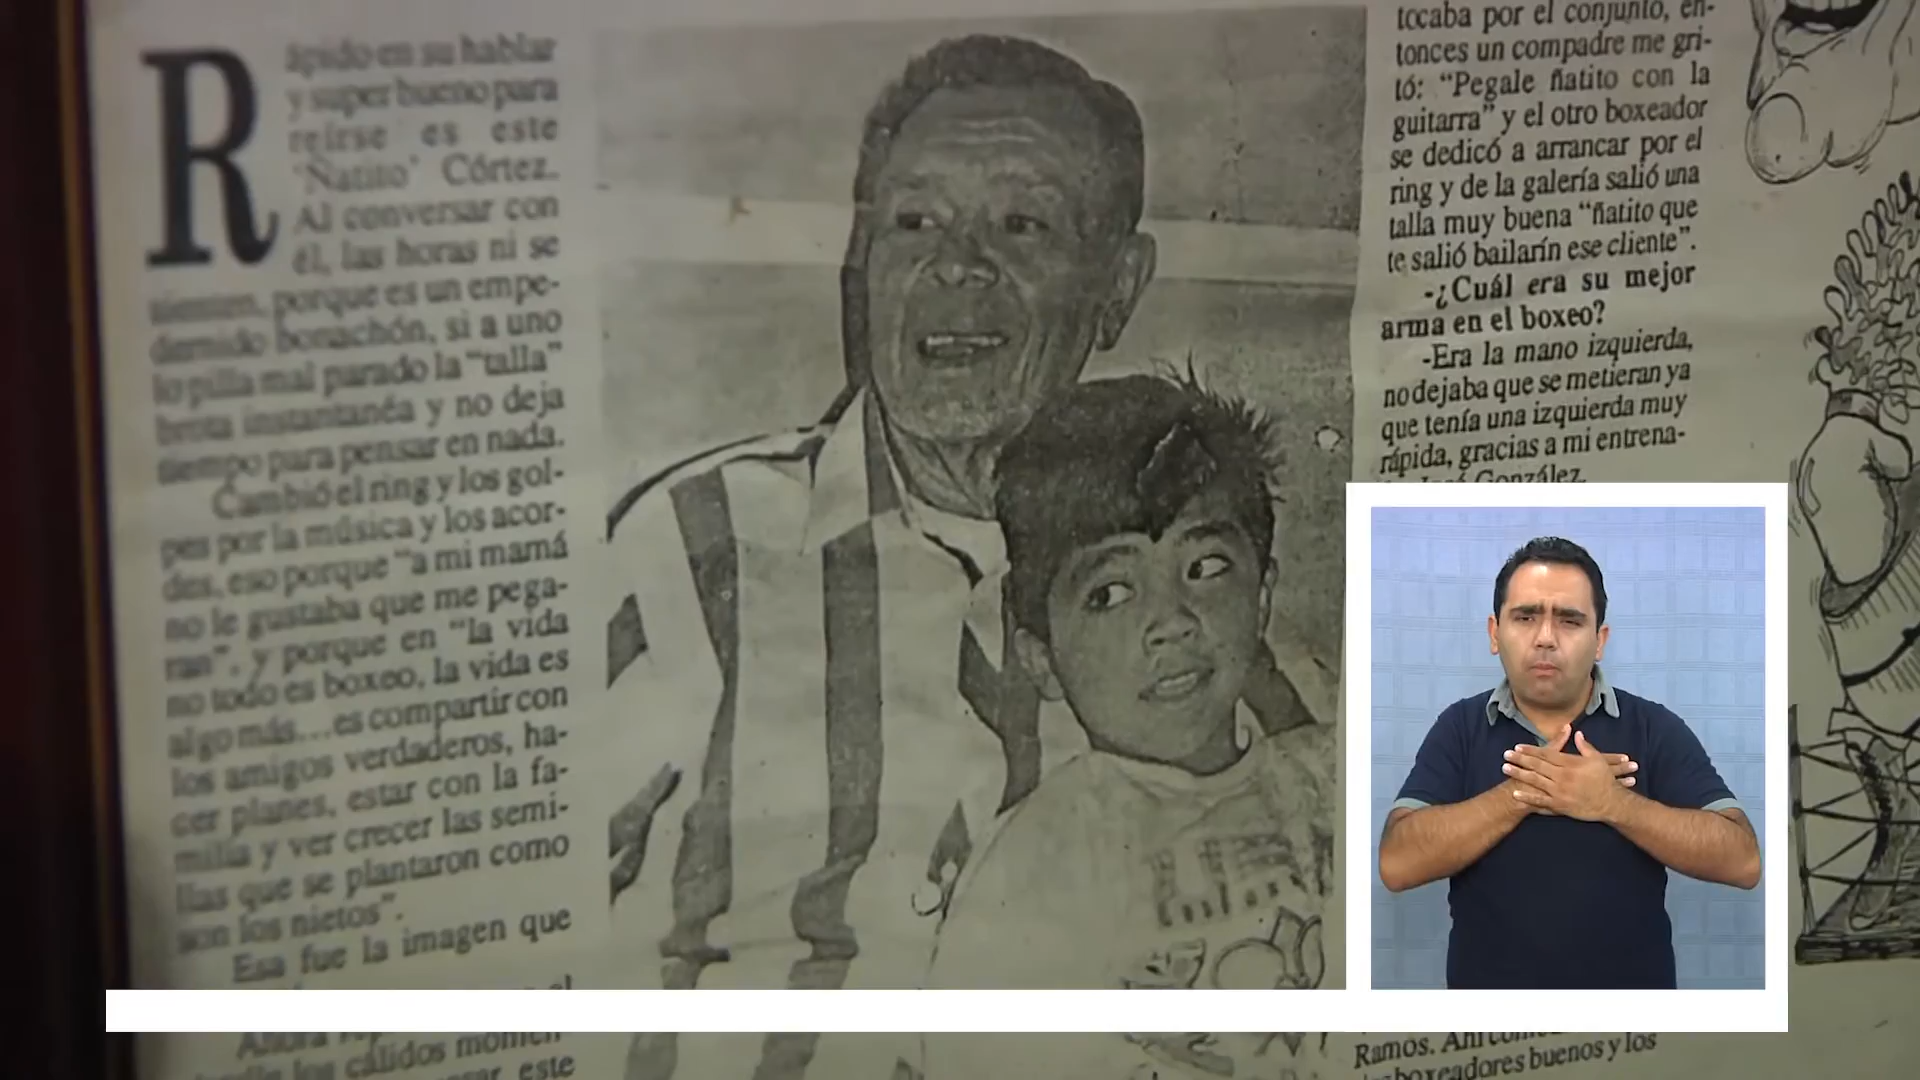 Rápido en su hablar
y super bueno para
reírse es este
"Ñatito" Córtez.
Al conversar con
él, las horas ni se
sienten, porque es un empe-
dernido bonachón, si a uno
lo pilla mal parado la "talla"
brota instantanéa y no deja
tiempo para pensar en nada.
Cambió el ring y los gol-
pes por la música y los acor-
des, eso porque "a mi mamá
no le gustaba que me pega-
ran". y porque en "la vida
no todo es boxeo, la vida es
algo más...es compartir con
los amigos verdaderos, ha-
cer planes, estar con la fa-
milia y ver crecer las semi-
llas que se plantaron como
son los nietos".
Esa fue la imagen que
Ahora
los cálidos momen-
este
tocaba por el conjunto, en-
tonces un compadre me gri-
tó: "Pegale ñatito con la
guitarra" y el otro boxeador
se dedicó a arrancar por el
ring y de la galería salió una
talla muy buena "ñatito que
te salió bailarín ese cliente".
-¿Cuál era su mejor
arma en el boxeo?
-Era la mano izquierda,
no dejaba que se metieran ya
que tenía una izquierda muy
rápida, gracias a mi entrena-
José González.
Ramos. Ahí
boxeadores buenos y los